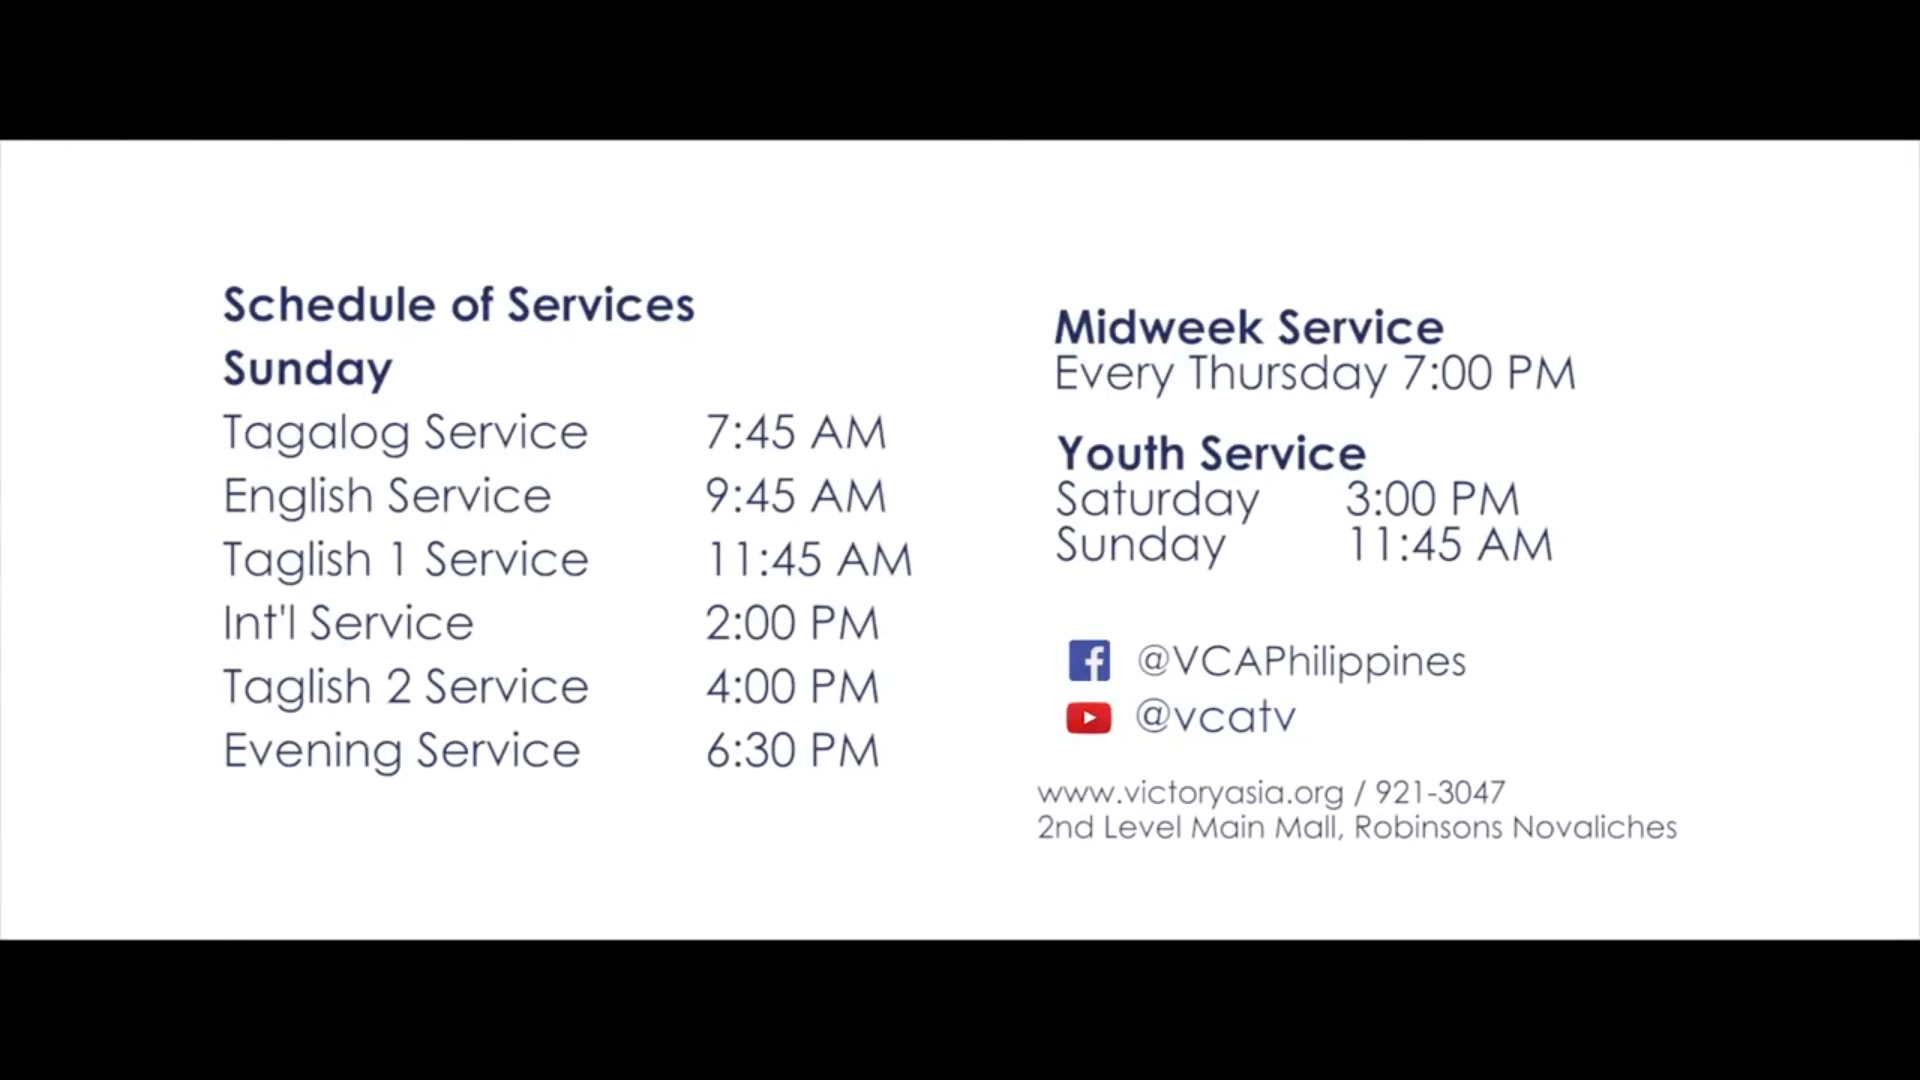 Schedule of Services
Sunday
Tagalog Service 7:45 AM
English Service 9:45 AM
Taglish 1 Service 11:45 AM
Int'l Service 2:00 PM
Taglish 2 Service 4:00 PM
Evening Service 6:30 PM
Midweek Service
Every Thursday 7:00 PM
Youth Service
Saturday 3:00 PM
Sunday 11:45 AM
@VCAPhilippines
@vcatv
www.victoryasia.org / 921-3047
2nd Level Main Mall, Robinsons Novaliches